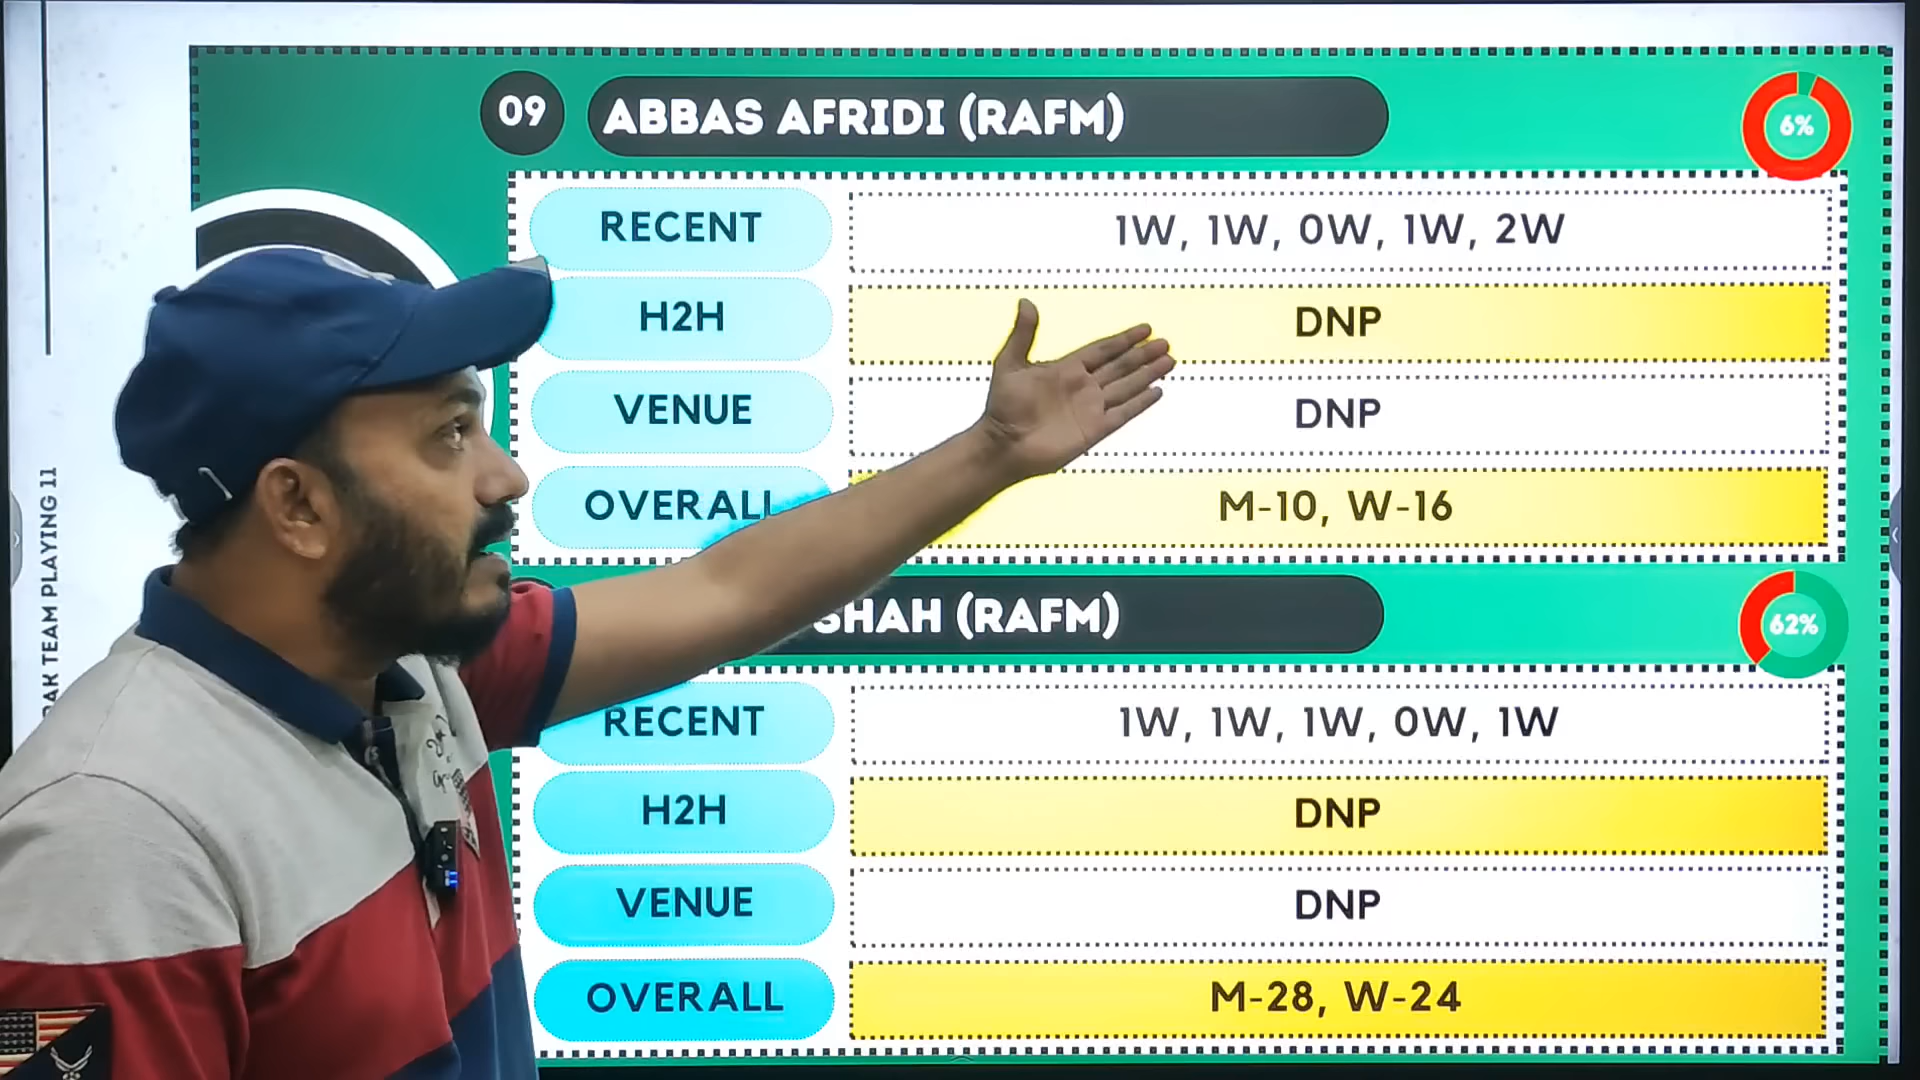 09
ABBAS AFRIDI (RAFM)
6%
RECENT
1W, 1W, 0W, 1W, 2W
H2H
DNP
VENUE
DNP
OVERALL
M-10, W-16
SHAH (RAFM)
62%
RECENT
1W, 1W, 1W, 0W, 1W
H2H
DNP
VENUE
DNP
OVERALL
M-28, W-24
PAK TEAM PLAYING 11